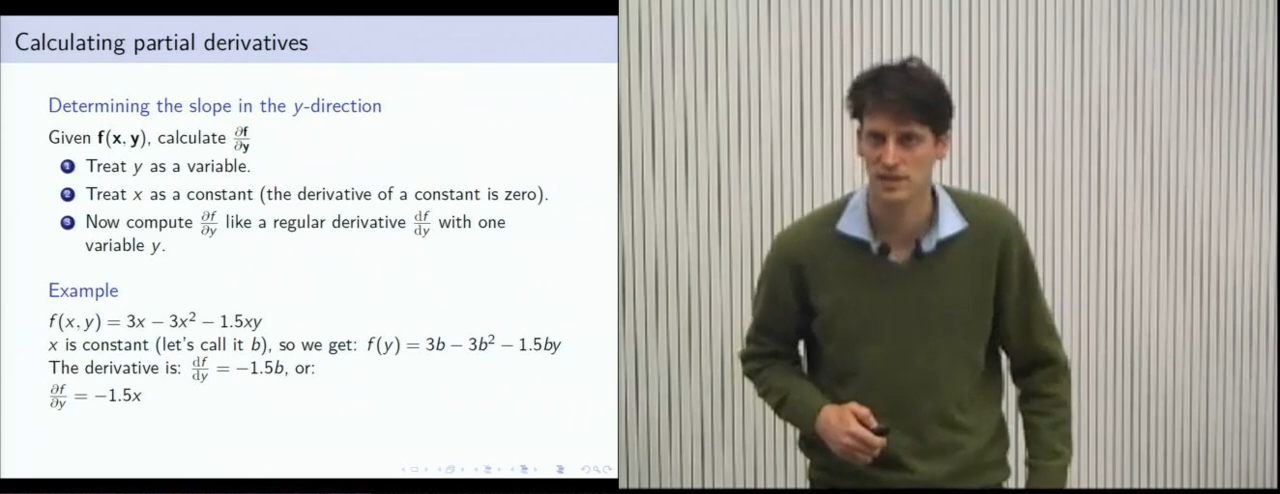 Calculating partial derivatives
Determining the slope in the y-direction
Given f(x, y), calculate ∂f/∂y
1 Treat y as a variable.
2 Treat x as a constant (the derivative of a constant is zero).
3 Now compute ∂f/∂y like a regular derivative df/dy with one
variable y.
Example
f(x, y) = 3x − 3x² − 1.5xy
x is constant (let's call it b), so we get: f(y) = 3b − 3b² − 1.5by
The derivative is: df/dy = −1.5b, or:
∂f/∂y = −1.5x